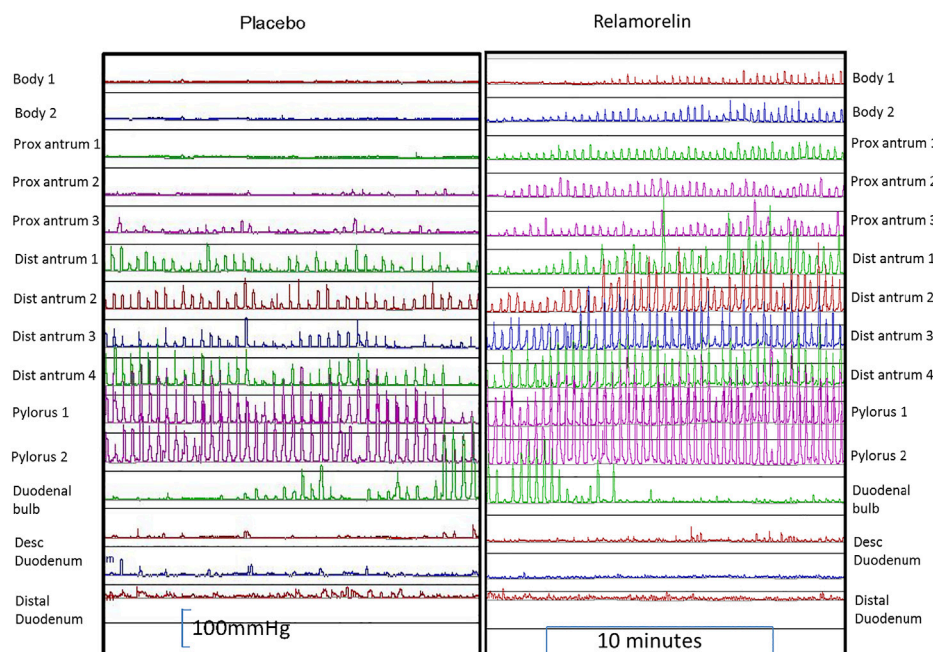 Placebo
Relamorelin
Body 1
Body 2
Prox antrum 1
Prox antrum 2
Prox antrum 3
Dist antrum 1
Dist antrum 2
Dist antrum 3
Dist antrum 4
Pylorus 1
Pylorus 2
Duodenal
bulb
Desc
Duodenum
Distal
Duodenum
Body 1
Body 2
Prox antrum 1
Prox antrum 2
Prox antrum 3
Dist antrum 1
Dist antrum 2
Dist antrum 3
Dist antrum 4
Pylorus 1
Pylorus 2
Duodenal
bulb
Desc
Duodenum
Distal
Duodenum
m
100mmHg
10 minutes